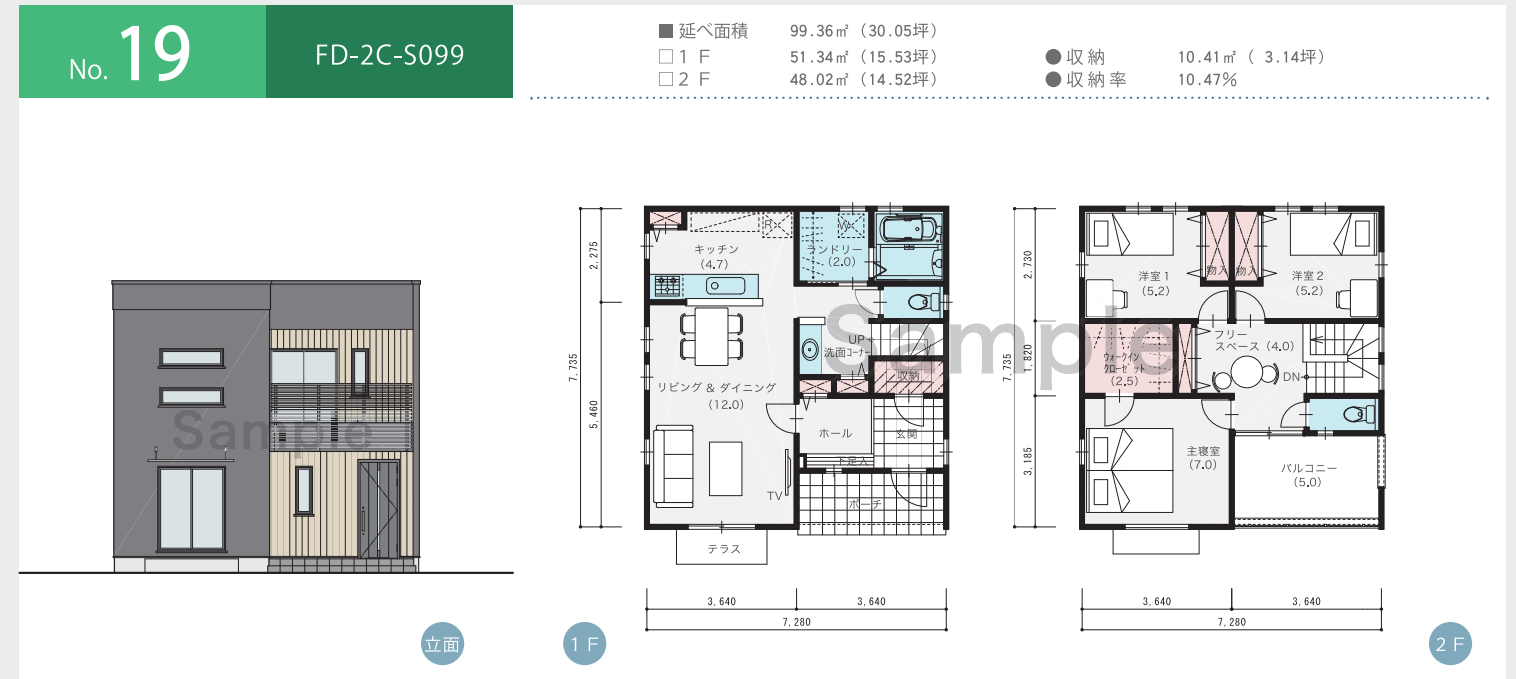 No. 19
FD-2C-S099
■ 延べ面積 99.36㎡（30.05坪）
□ 1 F 51.34㎡（15.53坪）
□ 2 F 48.02㎡（14.52坪）
● 収納 10.41㎡（ 3.14坪）
● 収納率 10.47%
Sample
立面
7,735
2,275
5,460
R
キッチン
(4.7)
W
ランドリー
(2.0)
UP
洗面コーナー
収納
リビング & ダイニング
(12.0)
ホール
玄関
下足入
TV
ポーチ
テラス
3,640
3,640
7,280
1 F
Sample
7,735
2,730
1,820
3,185
洋室1
(5.2)
物入
物入
洋室2
(5.2)
フリー
スペース (4.0)
ウォークイン
クローゼット
(2.5)
DN
主寝室
(7.0)
バルコニー
(5.0)
3,640
3,640
7,280
2 F